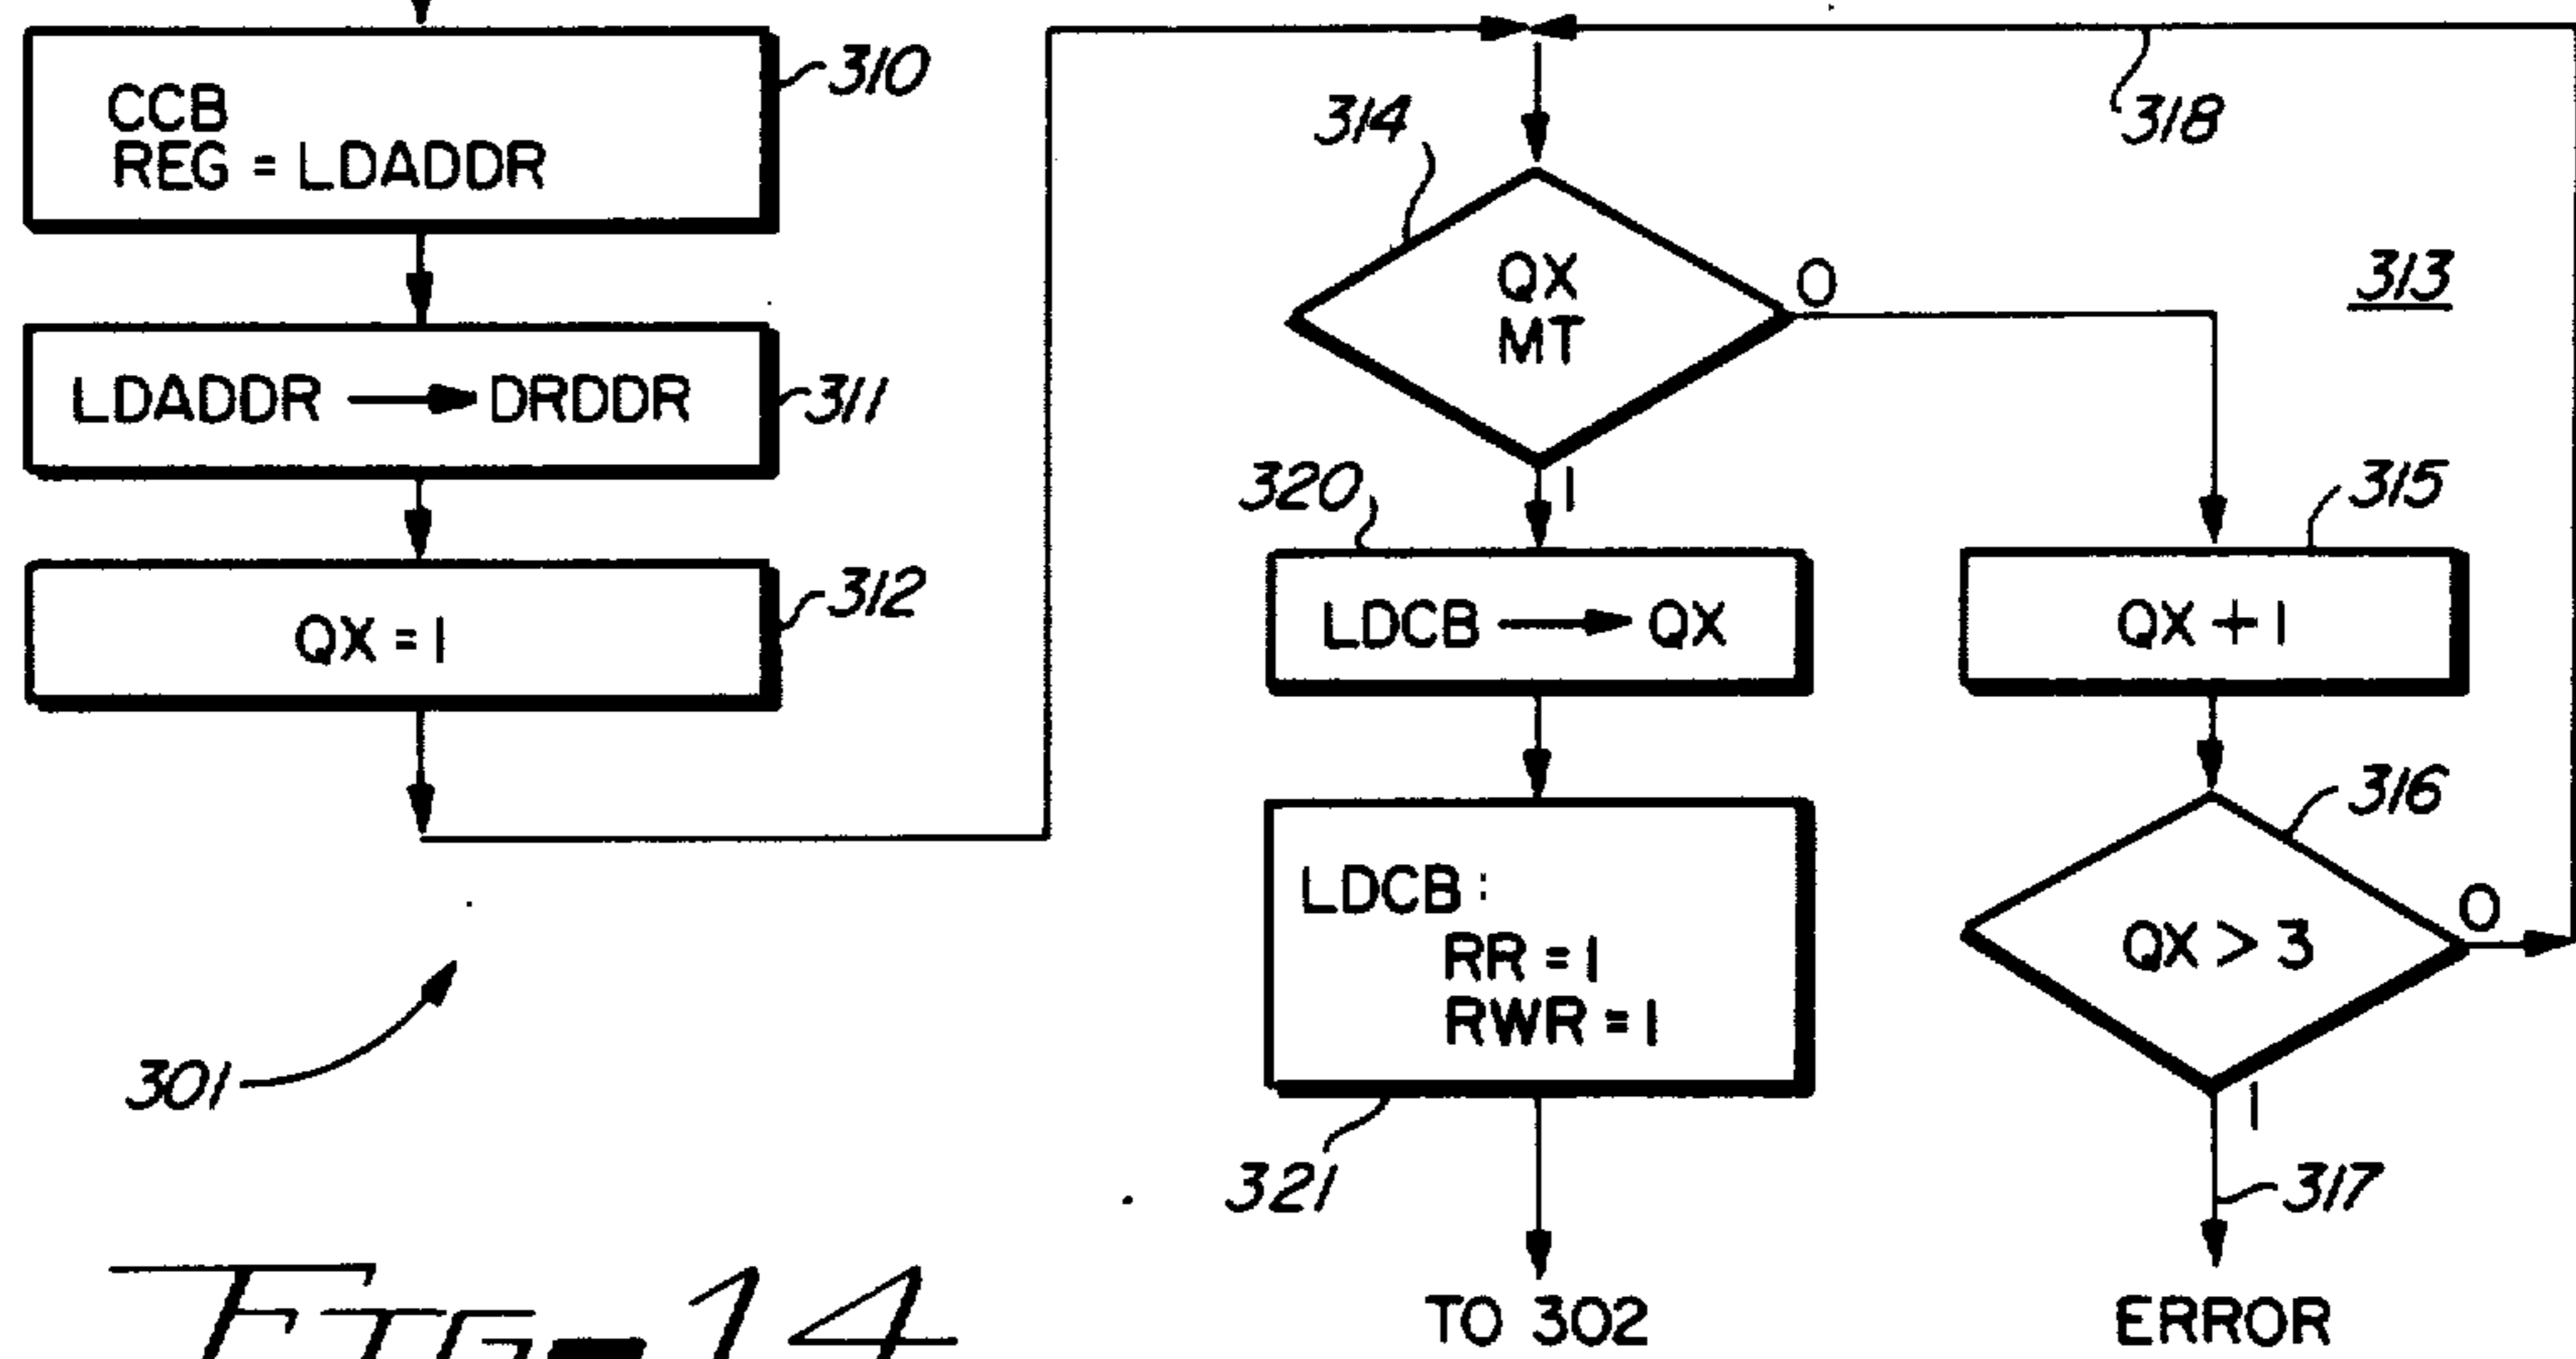 CCB
REG = LDADDR
310
LDADDR → DRDDR
311
QX = 1
312
301
318
314
QX
MT
0
1
313
320
LDCB → QX
315
QX + 1
LDCB:
RR = 1
RWR = 1
321
316
QX > 3
0
1
317
TO 302
ERROR
FIG-14